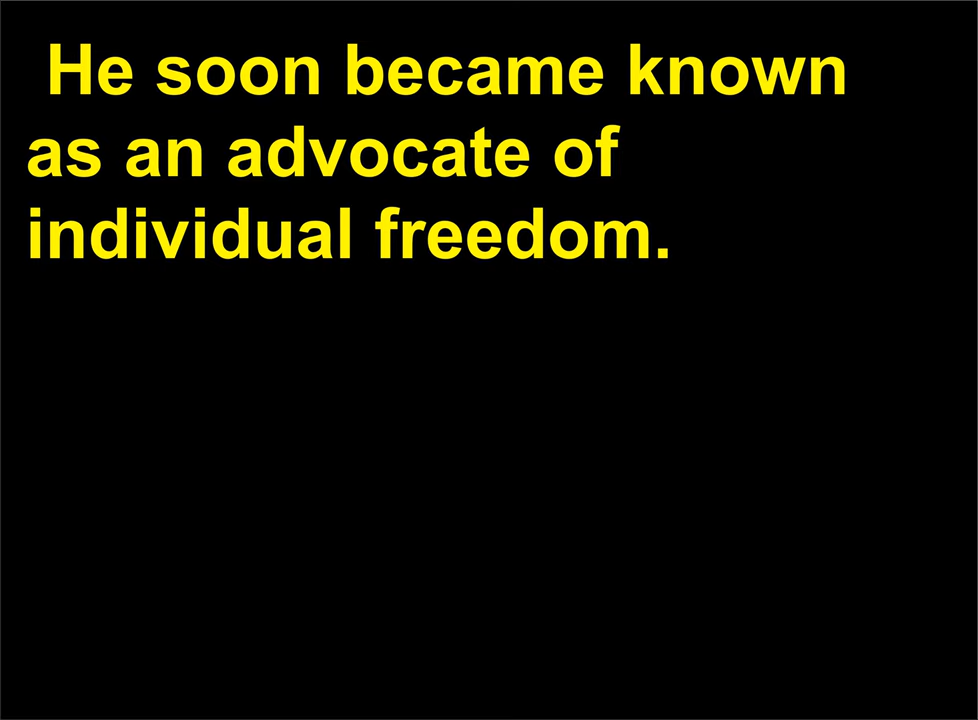 He soon became known
as an advocate of
individual freedom.